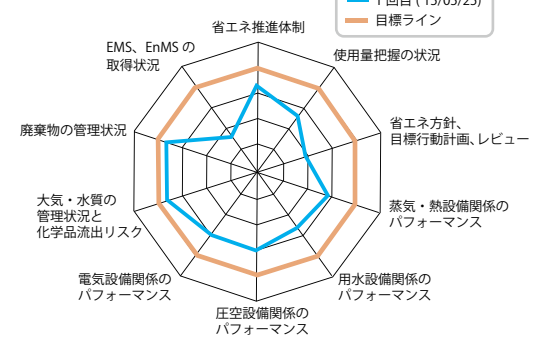 1回目 ('15/05/25)
目標ライン
省エネ推進体制
使用量把握の状況
省エネ方針、
目標行動計画、レビュー
蒸気・熱設備関係の
パフォーマンス
用水設備関係の
パフォーマンス
圧空設備関係の
パフォーマンス
電気設備関係の
パフォーマンス
大気・水質の
管理状況と
化学品流出リスク
廃棄物の管理状況
EMS、EnMS の
取得状況